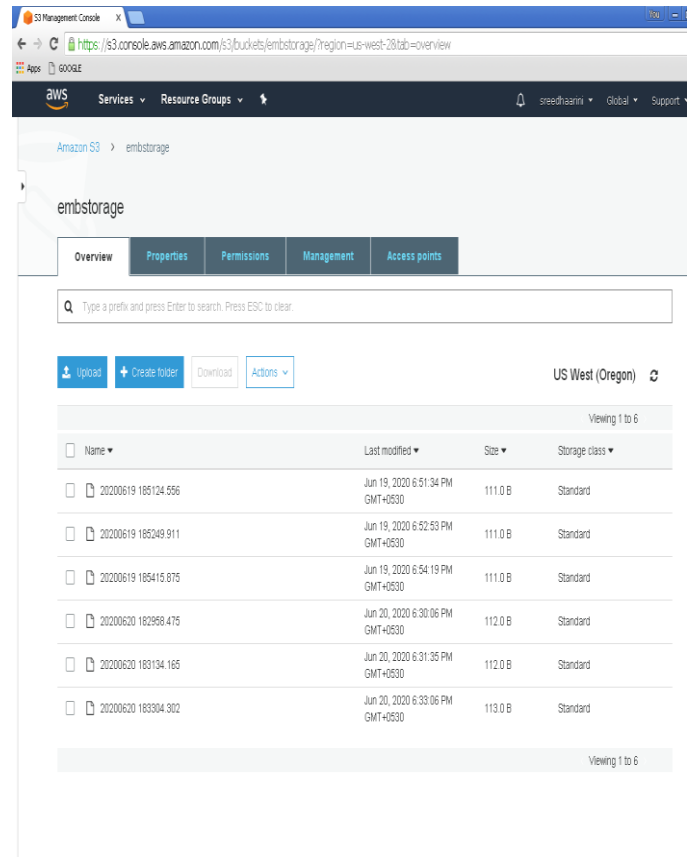 S3 Management Console X
You
https://s3.console.aws.amazon.com/s3/buckets/embstorage/?region=us-west-2&tab=overview
Apps GOOGLE
aws Services Resource Groups sreedhaarini Global Support
Amazon S3 > embstorage
embstorage
Overview Properties Permissions Management Access points
Type a prefix and press Enter to search. Press ESC to clear.
Upload + Create folder Download Actions US West (Oregon)
Viewing 1 to 6
Name Last modified Size Storage class
20200619 185124.556 Jun 19, 2020 6:51:34 PM GMT+0530 111.0 B Standard
20200619 185249.911 Jun 19, 2020 6:52:53 PM GMT+0530 111.0 B Standard
20200619 185415.875 Jun 19, 2020 6:54:19 PM GMT+0530 111.0 B Standard
20200620 182958.475 Jun 20, 2020 6:30:06 PM GMT+0530 112.0 B Standard
20200620 183134.165 Jun 20, 2020 6:31:35 PM GMT+0530 112.0 B Standard
20200620 183304.302 Jun 20, 2020 6:33:06 PM GMT+0530 113.0 B Standard
Viewing 1 to 6